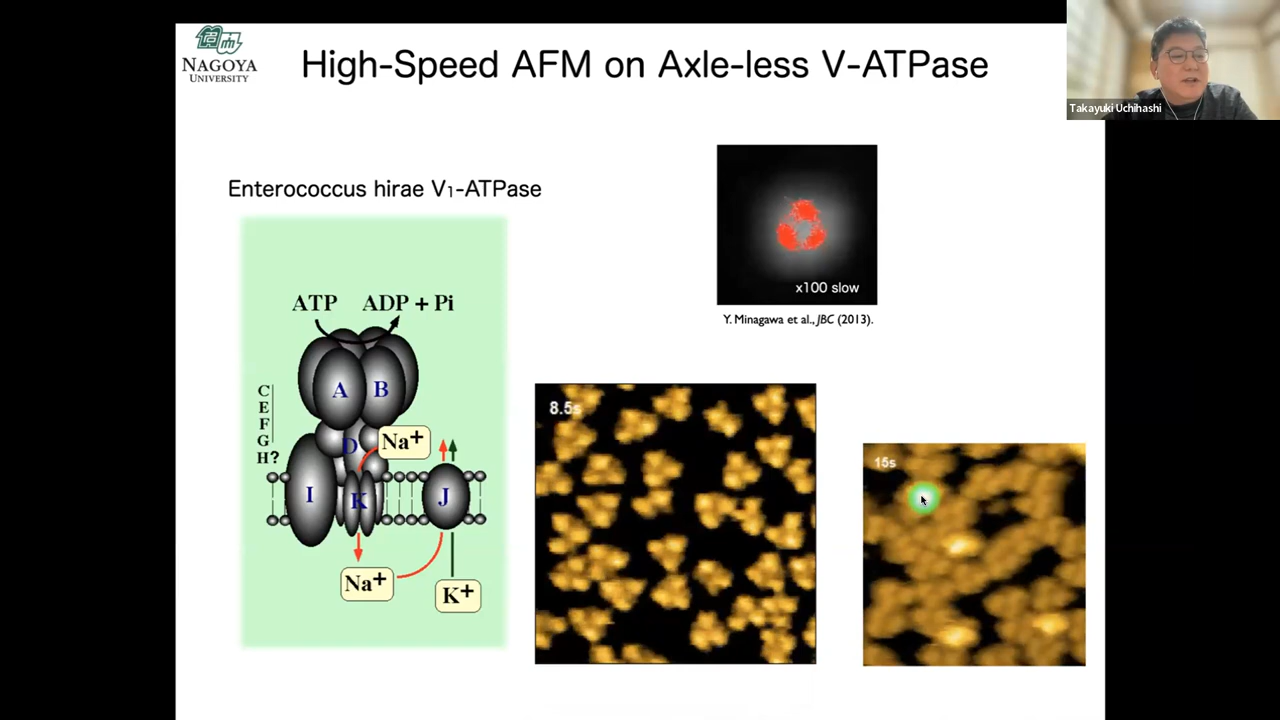 NAGOYA
UNIVERSITY
High-Speed AFM on Axle-less V-ATPase
Takayuki Uchihashi
Enterococcus hirae V1-ATPase
ATP
ADP + Pi
A
B
C
E
F
G
H?
D
Na+
I
K
J
Na+
K+
x100 slow
Y. Minagawa et al., JBC (2013).
8.5s
15s